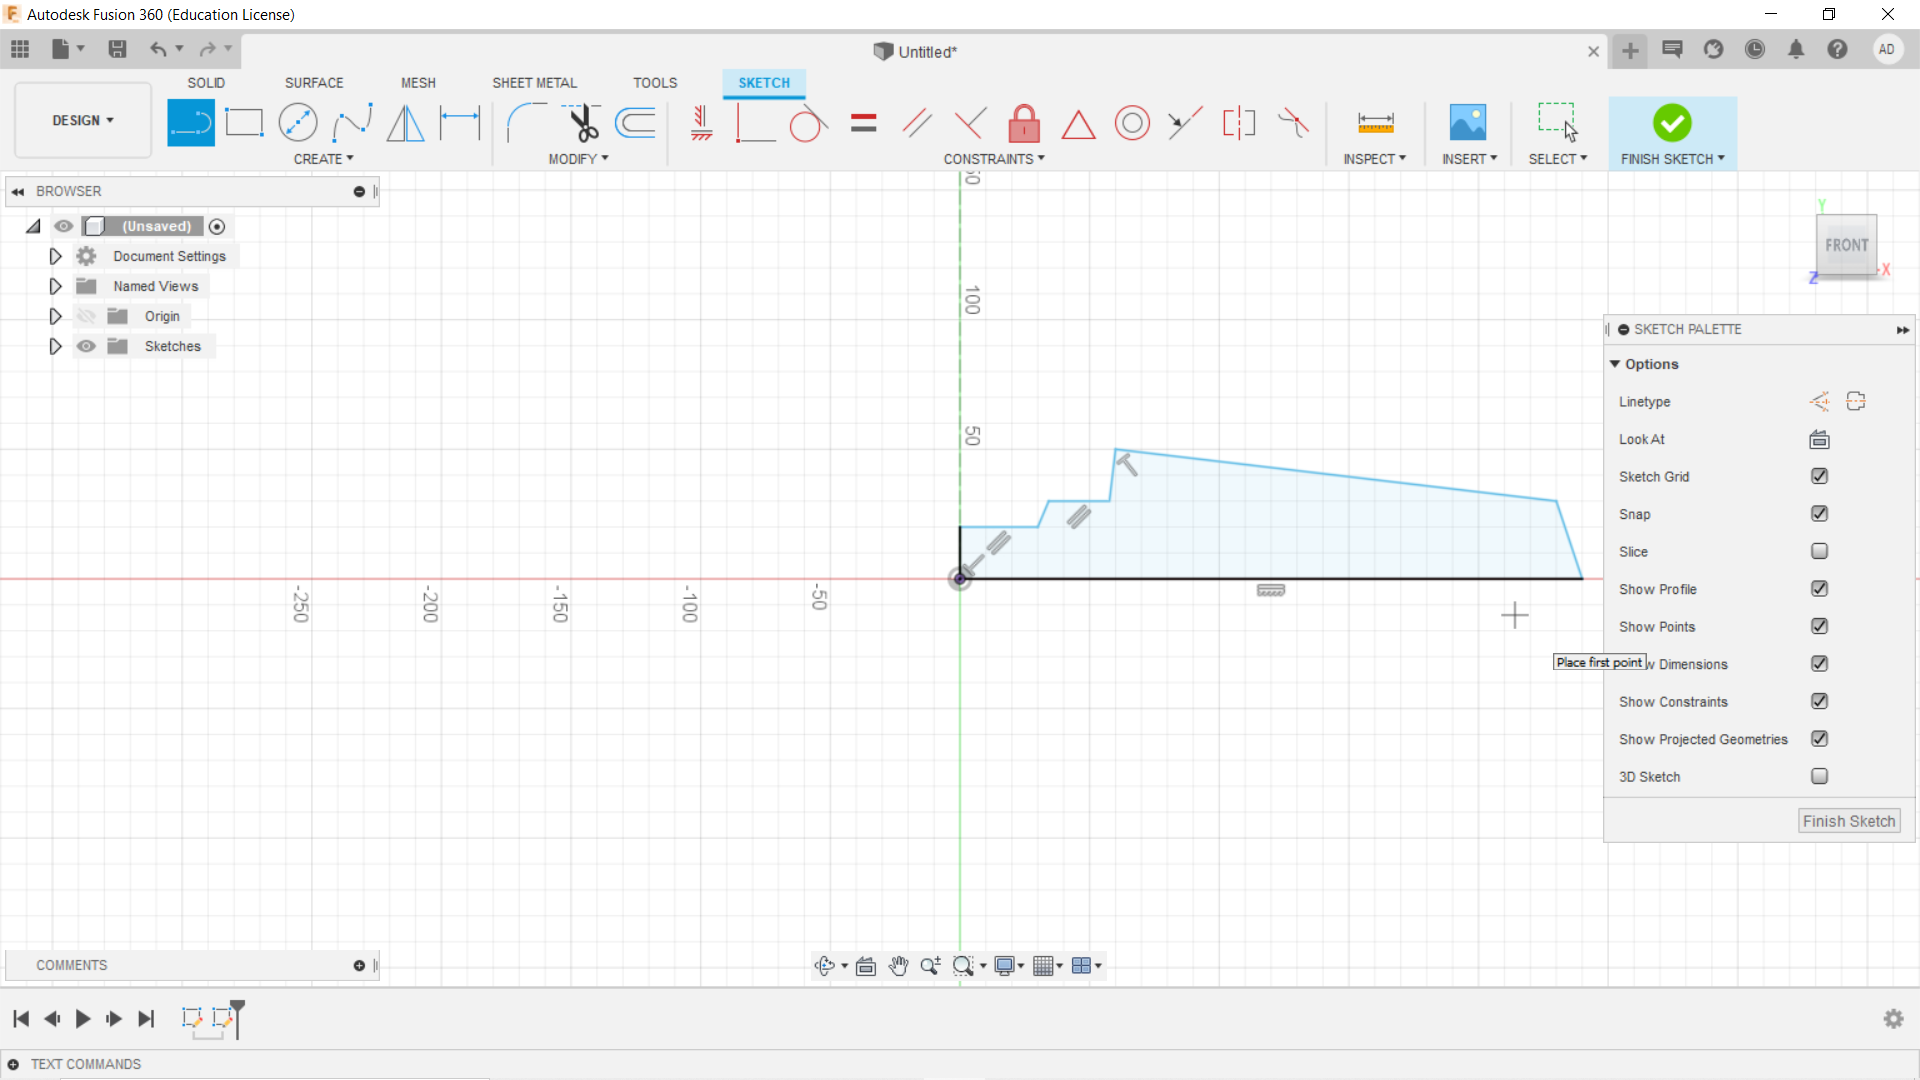 Autodesk Fusion 360 (Education License)
Untitled*
AD
DESIGN
SOLID
SURFACE
MESH
SHEET METAL
TOOLS
SKETCH
CREATE
MODIFY
CONSTRAINTS
INSPECT
INSERT
SELECT
FINISH SKETCH
BROWSER
(Unsaved)
Document Settings
Named Views
Origin
Sketches
100
50
-250
-200
-150
-100
-50
Y
FRONT
X
Z
SKETCH PALETTE
Options
Linetype
Look At
Sketch Grid
Snap
Slice
Show Profile
Show Points
Place first point
w Dimensions
Show Constraints
Show Projected Geometries
3D Sketch
Finish Sketch
COMMENTS
TEXT COMMANDS